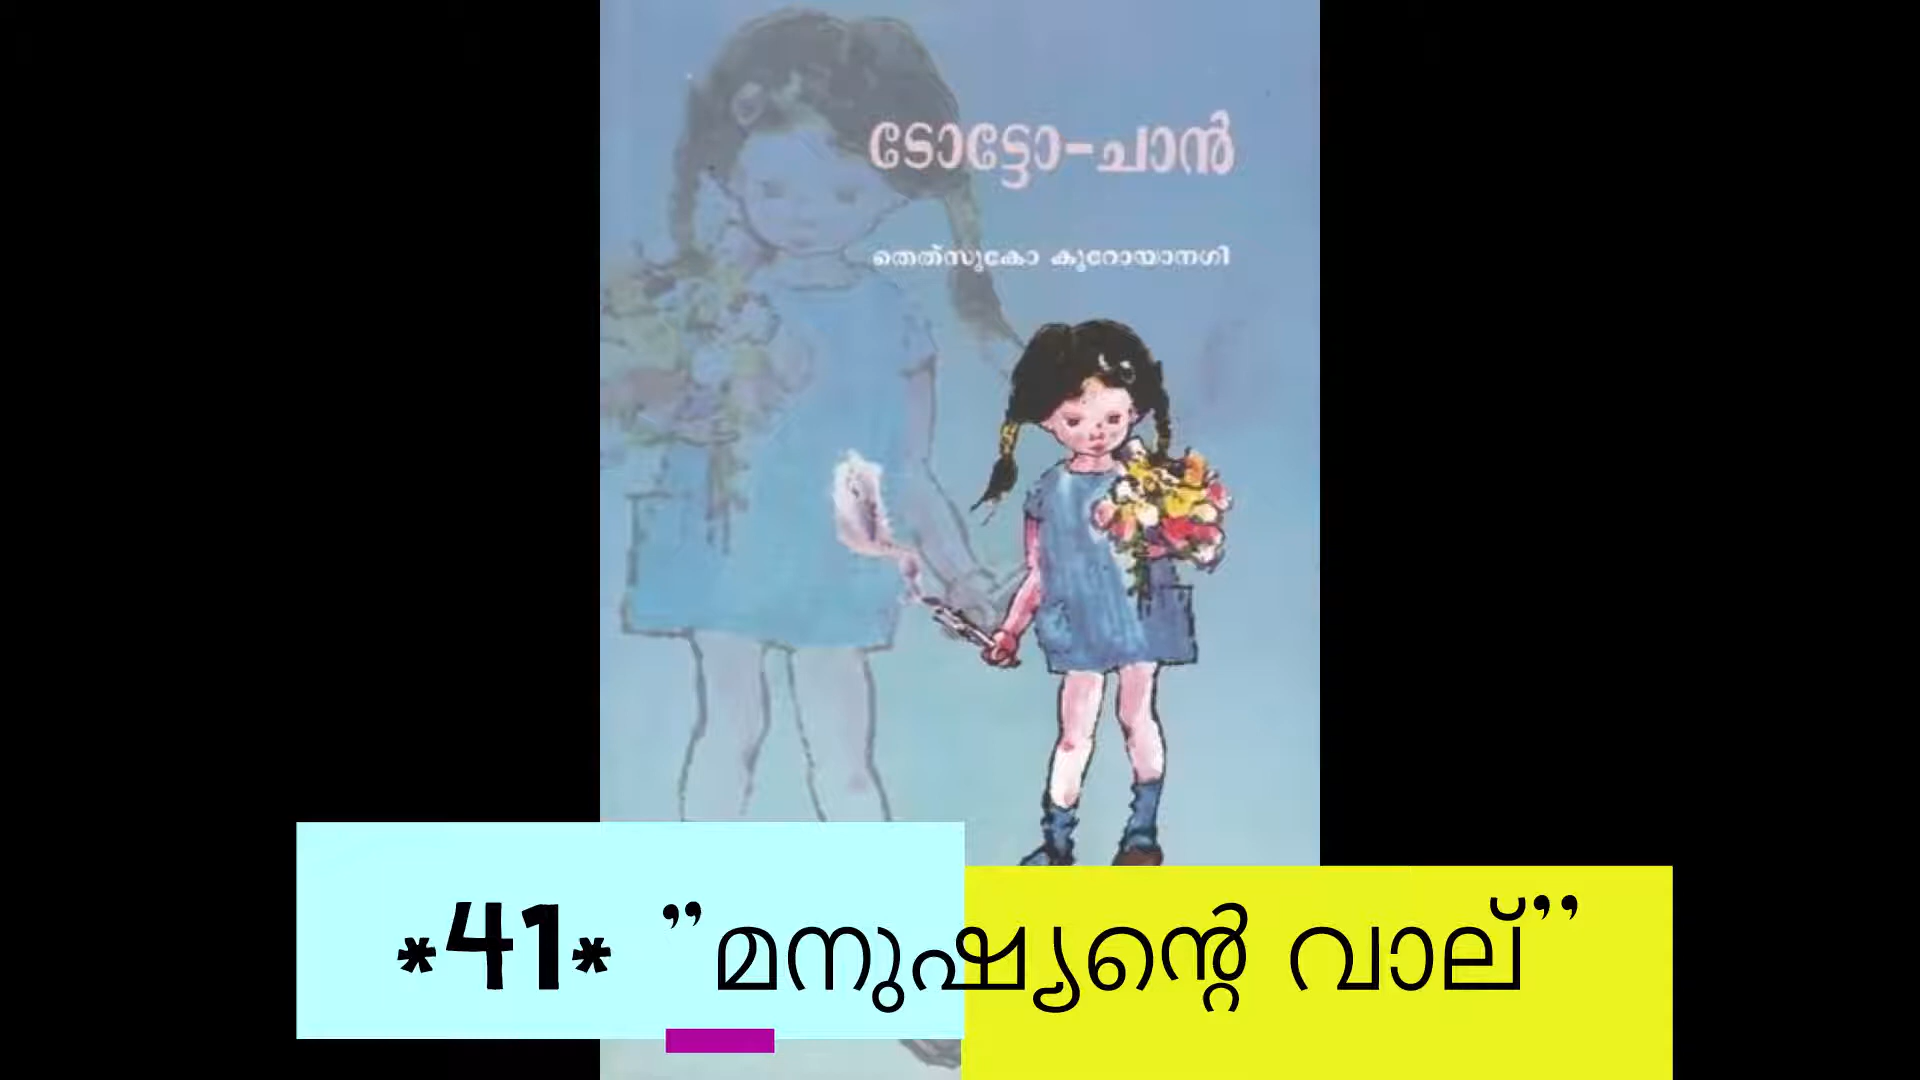 ടോട്ടോ-ചാൻ
തെത്സുകോ കുറോയാനഗി
*41* ”മനുഷ്യന്റെ വാല്”